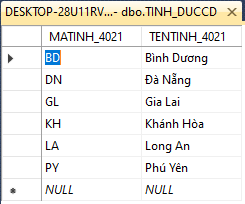 DESKTOP-28U11RV...- dbo.TINH_DUCCD
MATINH_4021 TENTINH_4021
BD Bình Dương
DN Đà Nẵng
GL Gia Lai
KH Khánh Hòa
LA Long An
PY Phú Yên
NULL NULL